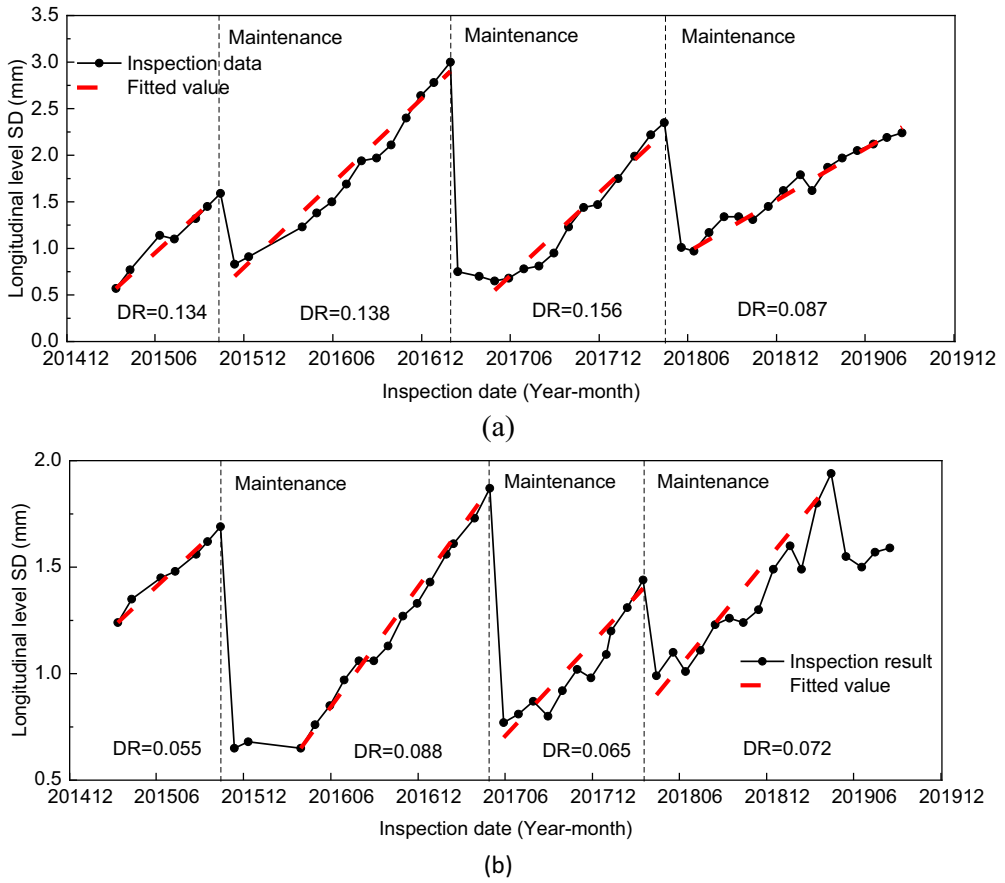 (a)
3.5
3.0
2.5
2.0
1.5
1.0
0.5
0.0
Longitudinal level SD (mm)
Maintenance
Maintenance
Maintenance
Inspection data
Fitted value
DR=0.134
DR=0.138
DR=0.156
DR=0.087
201412 201506 201512 201606 201612 201706 201712 201806 201812 201906 201912
Inspection date (Year-month)
(a)
2.0
1.5
1.0
0.5
Longitudinal level SD (mm)
Maintenance
Maintenance
Maintenance
Inspection result
Fitted value
DR=0.055
DR=0.088
DR=0.065
DR=0.072
201412 201506 201512 201606 201612 201706 201712 201806 201812 201906 201912
Inspection date (Year-month)
(b)